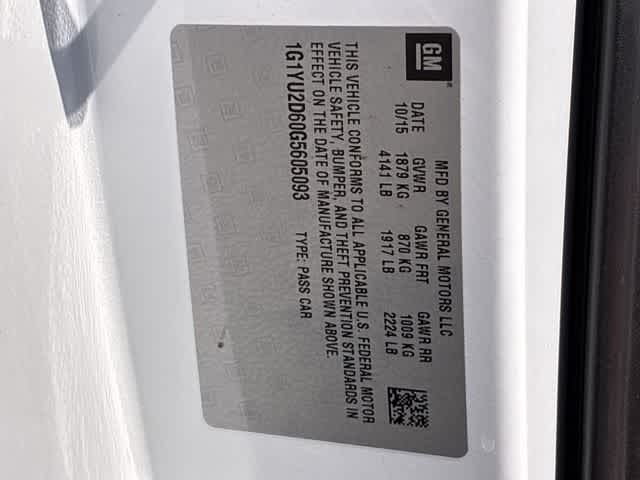 GM®
MFD BY GENERAL MOTORS LLC
DATE GVWR GAWR FRT GAWR RR
10/15 1879 KG 870 KG 1009 KG
4141 LB 1917 LB 2224 LB
THIS VEHICLE CONFORMS TO ALL APPLICABLE U.S. FEDERAL MOTOR
VEHICLE SAFETY, BUMPER, AND THEFT PREVENTION STANDARDS IN
EFFECT ON THE DATE OF MANUFACTURE SHOWN ABOVE.
1G1YU2D60G5605093 TYPE: PASS CAR